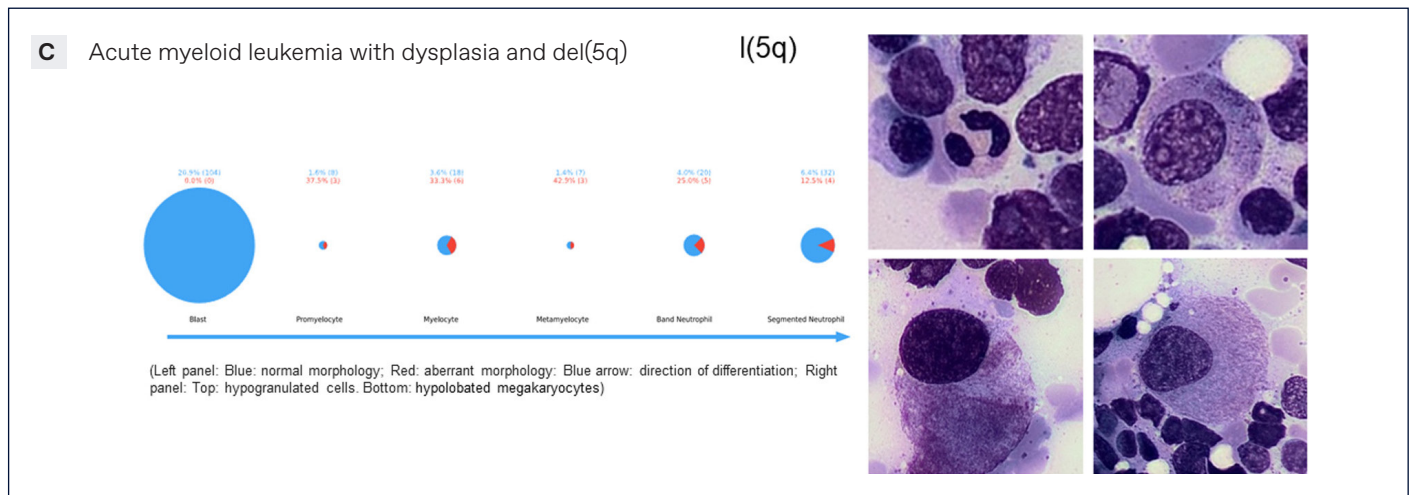 C Acute myeloid leukemia with dysplasia and del(5q)
l(5q)
20.9% (104) 1.6% (8) 3.6% (18) 1.4% (7) 4.0% (20) 6.4% (32)
0.0% (0) 37.5% (3) 33.3% (6) 42.9% (3) 25.0% (5) 12.5% (4)
Blast Promyelocyte Myelocyte Metamyelocyte Band Neutrophil Segmented Neutrophil
(Left panel: Blue: normal morphology; Red: aberrant morphology: Blue arrow: direction of differentiation; Right
panel: Top: hypogranulated cells. Bottom: hypolobated megakaryocytes)